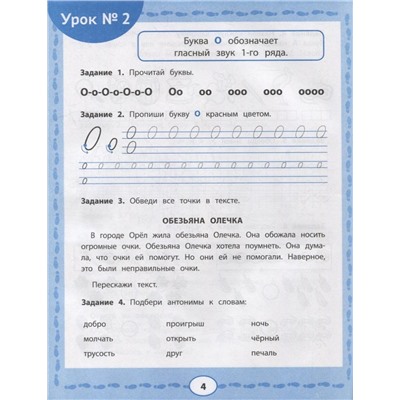 Урок № 2
Буква О обозначает
гласный звук 1-го ряда.
Задание 1. Прочитай буквы.
О-о-О-о-О-о-О Оо оо ооо ооо оооо
Задание 2. Пропиши букву О красным цветом.
О о О О О О О О О О О О О О
О
О О О О О О О О О О О О О О О
О
Задание 3. Обведи все точки в тексте.
ОБЕЗЬЯНА ОЛЕЧКА
В городе Орёл жила обезьяна Олечка. Она обожала носить
огромные очки. Обезьяна Олечка хотела поумнеть. Она дума-
ла, что очки ей помогут. Но они ей не помогали. Наверное,
это были неправильные очки.
Перескажи текст.
Задание 4. Подбери антонимы к словам:
добро проигрыш ночь
молчать открыть чёрный
трусость друг печаль
4